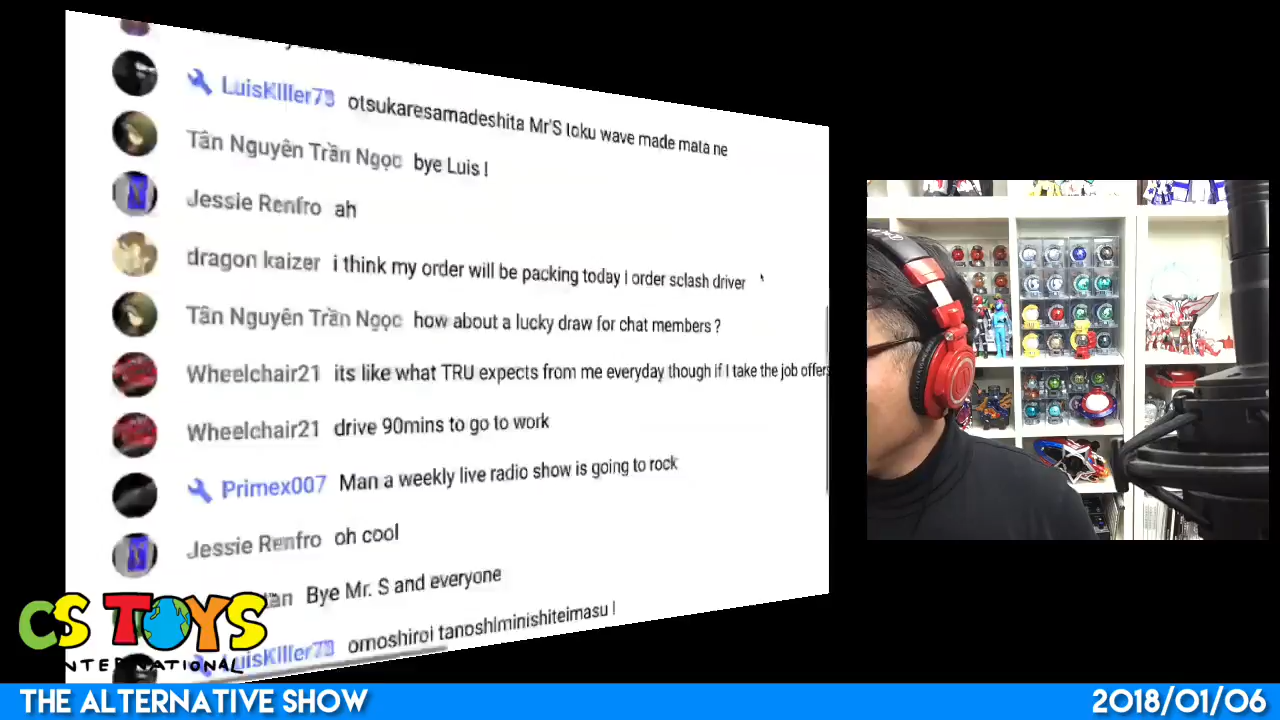 LuisKIller73 otsukaresamadeshita Mr'S toku wave made mata ne
Tân Nguyên Trần Ngọc bye Luis !
Jessie Renfro ah
dragon kaizer i think my order will be packing today i order sclash driver
Tân Nguyên Trần Ngọc how about a lucky draw for chat members ?
Wheelchair21 its like what TRU expects from me everyday though if I take the job offers
Wheelchair21 drive 90mins to go to work
Primex007 Man a weekly live radio show is going to rock
Jessie Renfro oh cool
Bye Mr. S and everyone
LuisKIller73 omoshiroi tanoshIminishiteimasu !
CS TOYS
INTERNATIONAL
THE ALTERNATIVE SHOW
2018/01/06